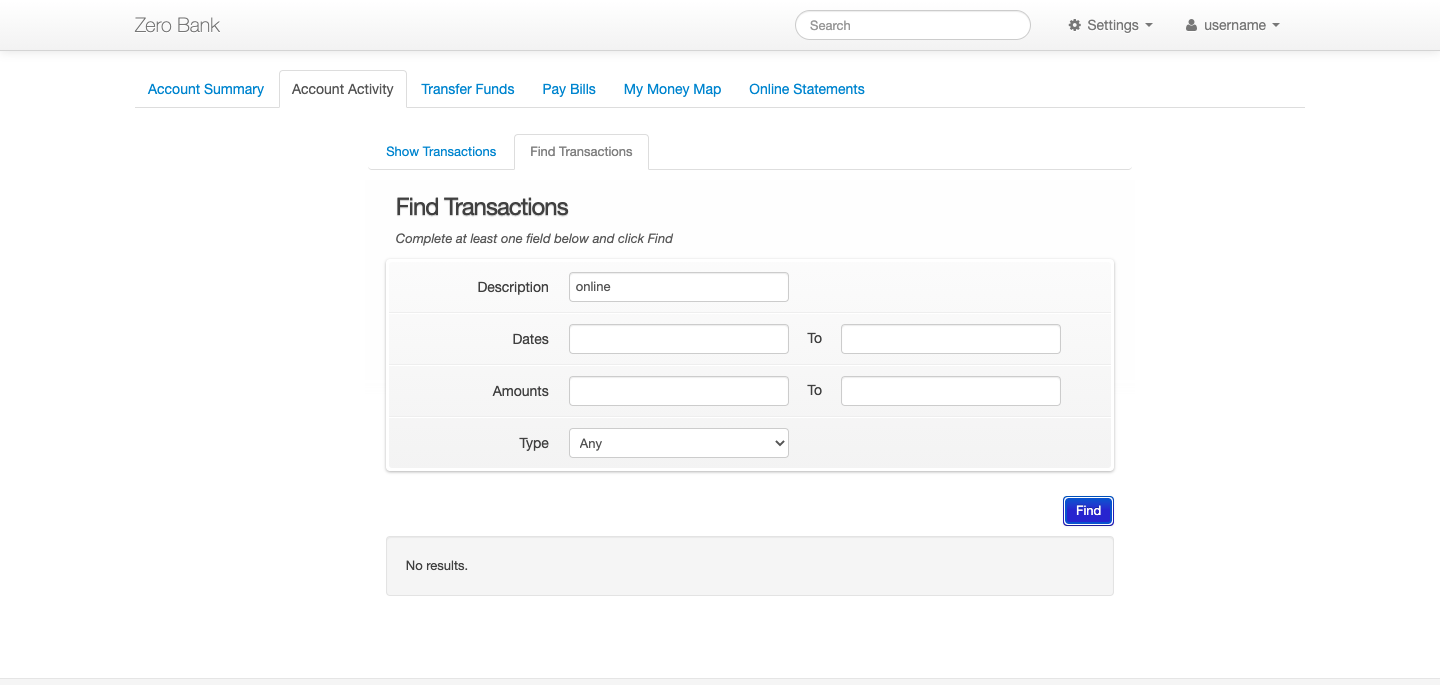 Zero Bank
Search
Settings
username
Account Summary
Account Activity
Transfer Funds
Pay Bills
My Money Map
Online Statements
Show Transactions
Find Transactions
Find Transactions
Complete at least one field below and click Find
Description online
Dates To
Amounts To
Type Any
Find
No results.